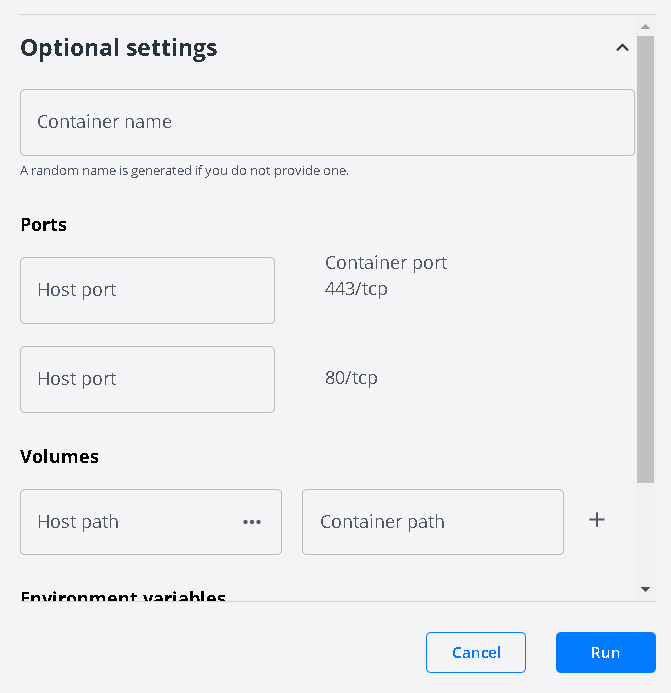 Optional settings
Container name
A random name is generated if you do not provide one.
Ports
Host port
Container port
443/tcp
Host port
80/tcp
Volumes
Host path
Container path
Environment variables
Cancel
Run